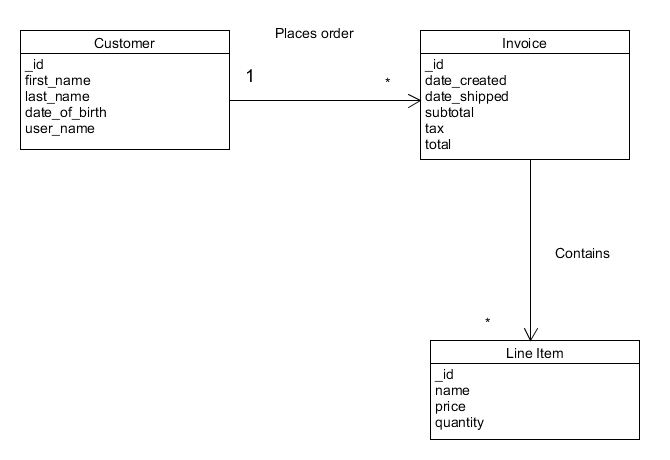 Places order
Customer
_id
first_name
last_name
date_of_birth
user_name
1
*
Invoice
_id
date_created
date_shipped
subtotal
tax
total
Contains
*
Line Item
_id
name
price
quantity